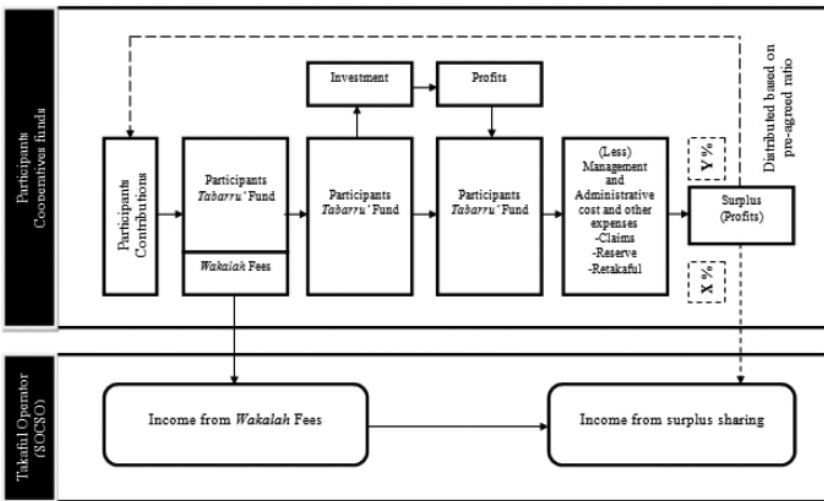 Participants
Cooperatives funds
Participants
Contributions
Participants
Tabarru' Fund
Wakalah Fees
Investment
Profits
Participants
Tabarru' Fund
Participants
Tabarru' Fund
(Less)
Management
and
Administrative
cost and other
expenses
-Claims
-Reserve
-Retakaful
Y %
X %
Surplus
(Profits)
Distributed based on
pre-agreed ratio
Takaful Operator
(SOCSO)
Income from Wakalah Fees
Income from surplus sharing